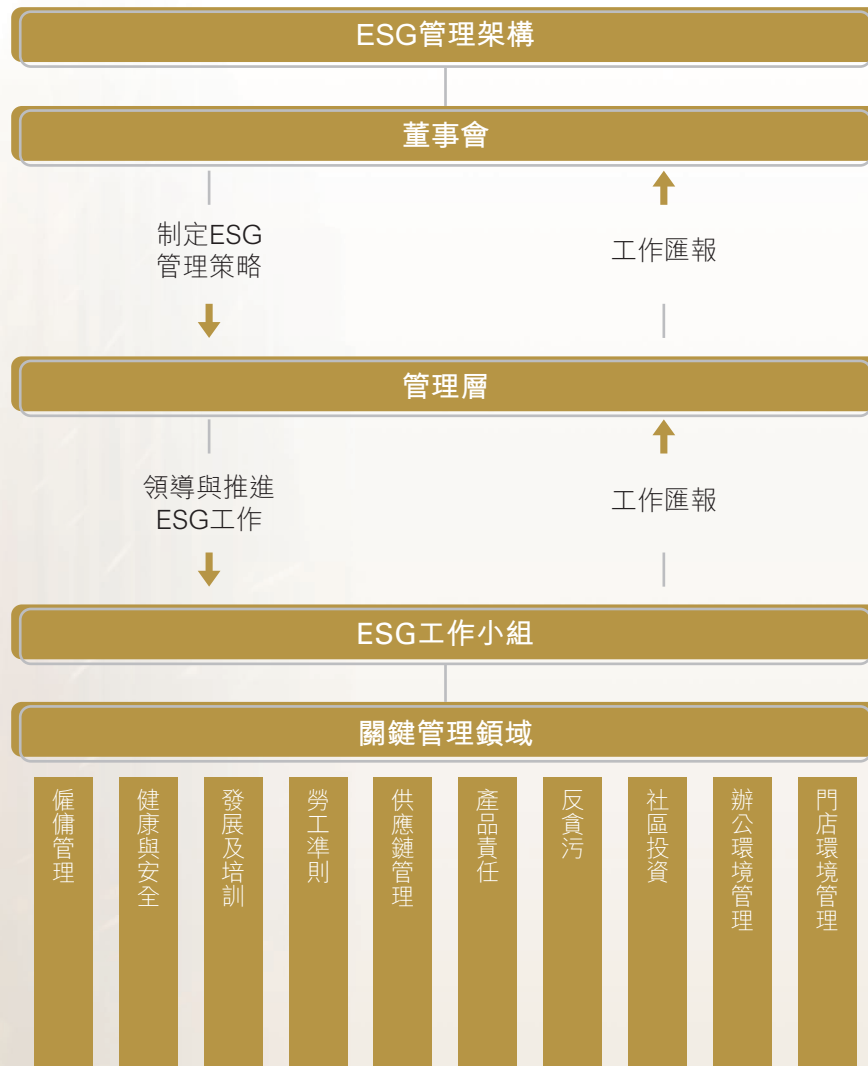 ESG管理架構
董事會
制定ESG
管理策略
工作匯報
管理層
領導與推進
ESG工作
工作匯報
ESG工作小組
關鍵管理領域
僱傭管理
健康與安全
發展及培訓
勞工準則
供應鏈管理
產品責任
反貪污
社區投資
辦公環境管理
門店環境管理